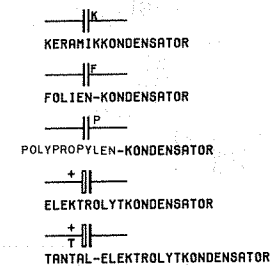 K
KERAMIKKONDENSATOR
F
FOLIEN-KONDENSATOR
P
POLYPROPYLEN-KONDENSATOR
+
ELEKTROLYTKONDENSATOR
+
T
TANTAL-ELEKTROLYTKONDENSATOR